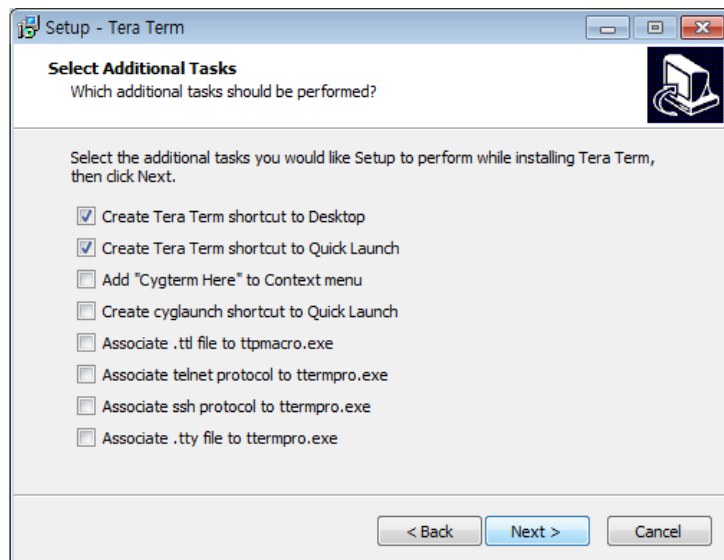 Setup - Tera Term
Select Additional Tasks
Which additional tasks should be performed?
Select the additional tasks you would like Setup to perform while installing Tera Term,
then click Next.
Create Tera Term shortcut to Desktop
Create Tera Term shortcut to Quick Launch
Add "Cygterm Here" to Context menu
Create cyglaunch shortcut to Quick Launch
Associate .ttl file to ttpmacro.exe
Associate telnet protocol to ttermpro.exe
Associate ssh protocol to ttermpro.exe
Associate .tty file to ttermpro.exe
< Back Next > Cancel